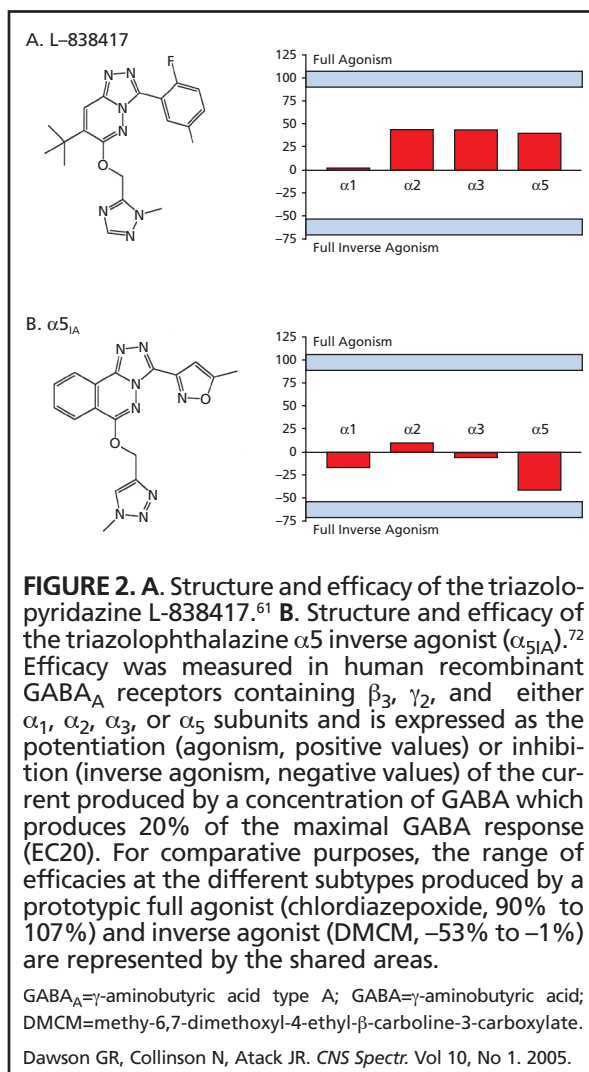 A. L–838417
F
N N
N
N
O
N
N
N
125
100
75
50
25
0
−25
−50
−75
Full Agonism
α1 α2 α3 α5
Full Inverse Agonism
B. α5IA
N N
N
N
N O
O
N
N
N
125
100
75
50
25
0
−25
−50
−75
Full Agonism
α1 α2 α3 α5
Full Inverse Agonism
FIGURE 2. A. Structure and efficacy of the triazolo-
pyridazine L-838417.61 B. Structure and efficacy of
the triazolophthalazine α5 inverse agonist (α5IA).72
Efficacy was measured in human recombinant
GABAA receptors containing β3, γ2, and either
α1, α2, α3, or α5 subunits and is expressed as the
potentiation (agonism, positive values) or inhibi-
tion (inverse agonism, negative values) of the cur-
rent produced by a concentration of GABA which
produces 20% of the maximal GABA response
(EC20). For comparative purposes, the range of
efficacies at the different subtypes produced by a
prototypic full agonist (chlordiazepoxide, 90% to
107%) and inverse agonist (DMCM, –53% to –1%)
are represented by the shared areas.
GABAA=γ-aminobutyric acid type A; GABA=γ-aminobutyric acid;
DMCM=methy-6,7-dimethoxyl-4-ethyl-β-carboline-3-carboxylate.
Dawson GR, Collinson N, Atack JR. CNS Spectr. Vol 10, No 1. 2005.